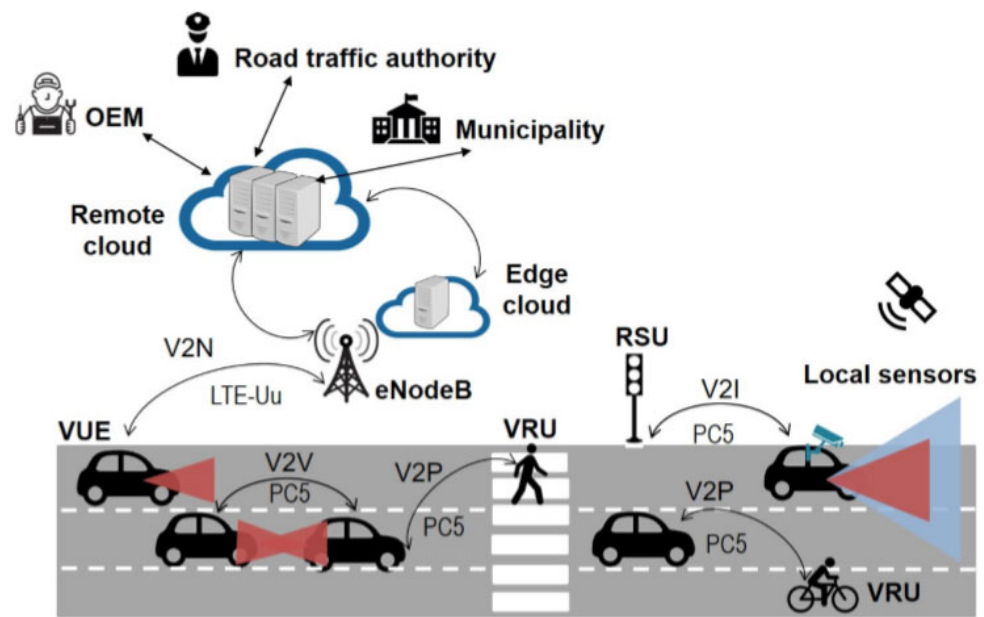 Road traffic authority
OEM
Municipality
Remote
cloud
Edge
cloud
V2N
LTE-Uu
eNodeB
RSU
Local sensors
V2I
PC5
VUE
VRU
V2V
PC5
V2P
PC5
V2P
PC5
VRU